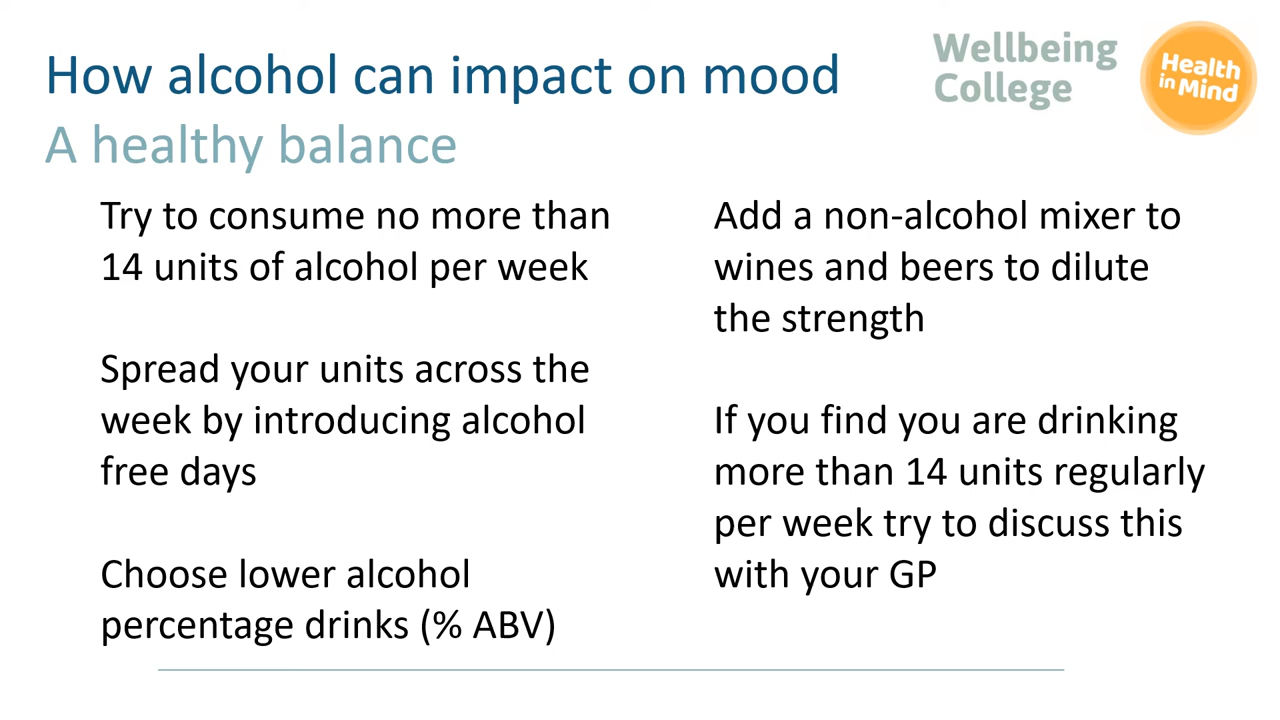 How alcohol can impact on mood
A healthy balance
Wellbeing
College
Health
in Mind
Try to consume no more than
14 units of alcohol per week
Spread your units across the
week by introducing alcohol
free days
Choose lower alcohol
percentage drinks (% ABV)
Add a non-alcohol mixer to
wines and beers to dilute
the strength
If you find you are drinking
more than 14 units regularly
per week try to discuss this
with your GP